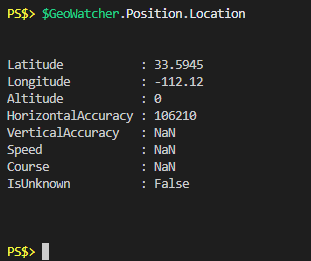 PS$> $GeoWatcher.Position.Location
Latitude : 33.5945
Longitude : -112.12
Altitude : 0
HorizontalAccuracy : 106210
VerticalAccuracy : NaN
Speed : NaN
Course : NaN
IsUnknown : False
PS$>